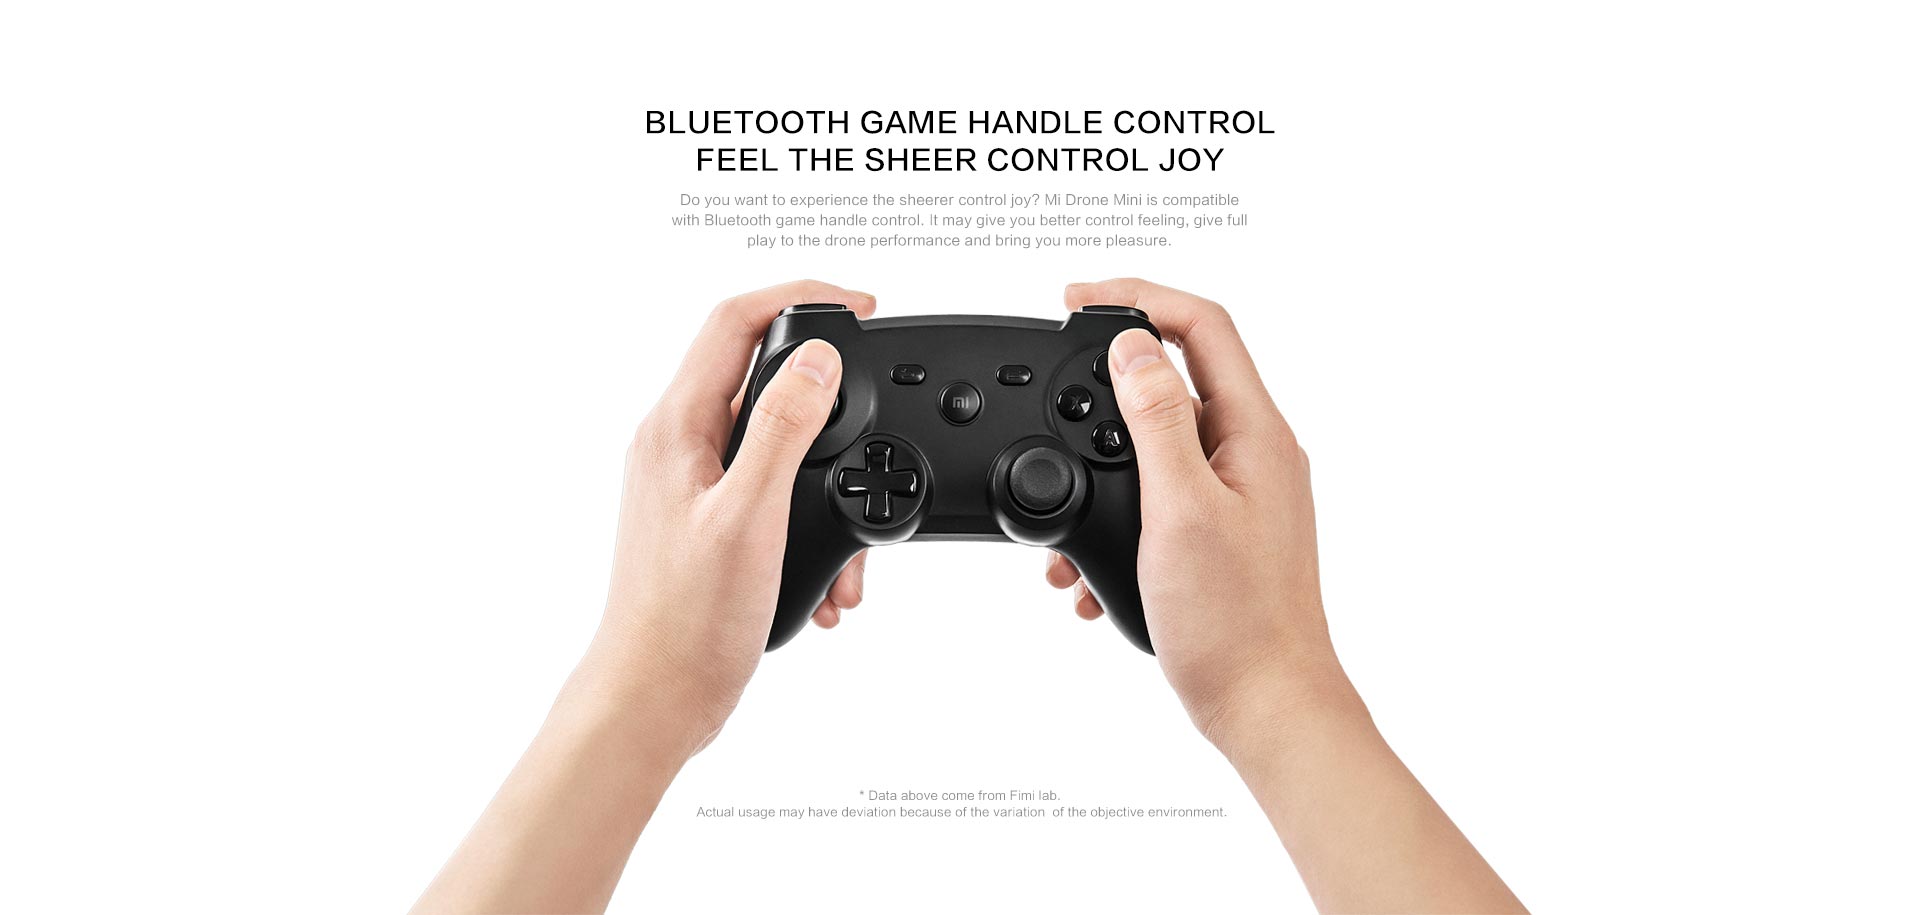 BLUETOOTH GAME HANDLE CONTROL
FEEL THE SHEER CONTROL JOY
Do you want to experience the sheerer control joy? Mi Drone Mini is compatible
with Bluetooth game handle control. It may give you better control feeling, give full
play to the drone performance and bring you more pleasure.
mi
X
A
* Data above come from Fimi lab.
Actual usage may have deviation because of the variation of the objective environment.